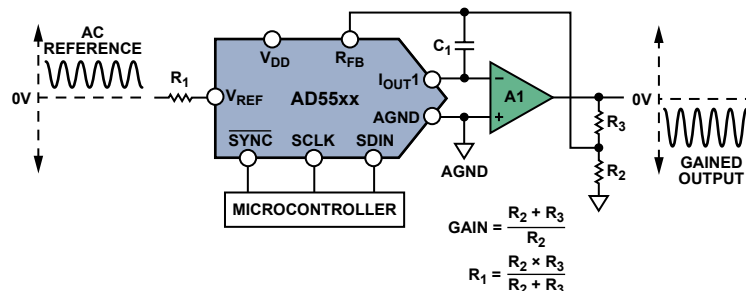 AC
REFERENCE
0V
R1
VREF
VDD
RFB
IOUT1
AD55xx
AGND
SYNC
SCLK
SDIN
MICROCONTROLLER
C1
A1
AGND
R3
R2
0V
GAINED
OUTPUT
GAIN = R2 + R3 / R2
R1 = R2 × R3 / R2 + R3